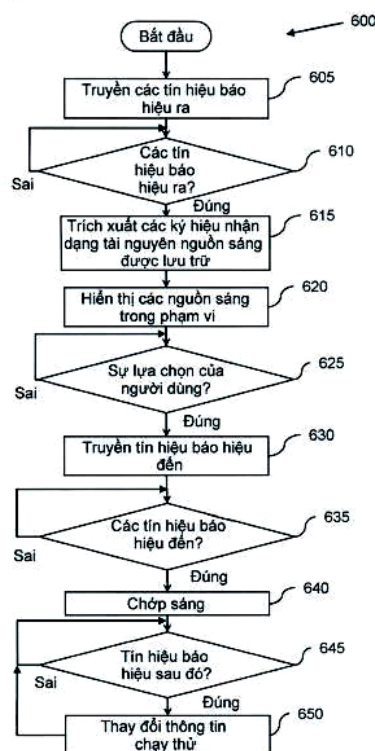 600
Bắt đầu
605
Truyền các tín hiệu báo
hiệu ra
610
Các tín
hiệu báo
hiệu ra?
Sai
Đúng
615
Trích xuất các ký hiệu nhận
dạng tài nguyên nguồn sáng
được lưu trữ
620
Hiển thị các nguồn sáng
trong phạm vi
625
Sự lựa chọn của
người dùng?
Sai
Đúng
630
Truyền tín hiệu báo hiệu
đến
635
Các tín hiệu báo
hiệu đến?
Sai
Đúng
640
Chớp sáng
645
Tín hiệu báo
hiệu sau đó?
Sai
Đúng
650
Thay đổi thông tin
chạy thử